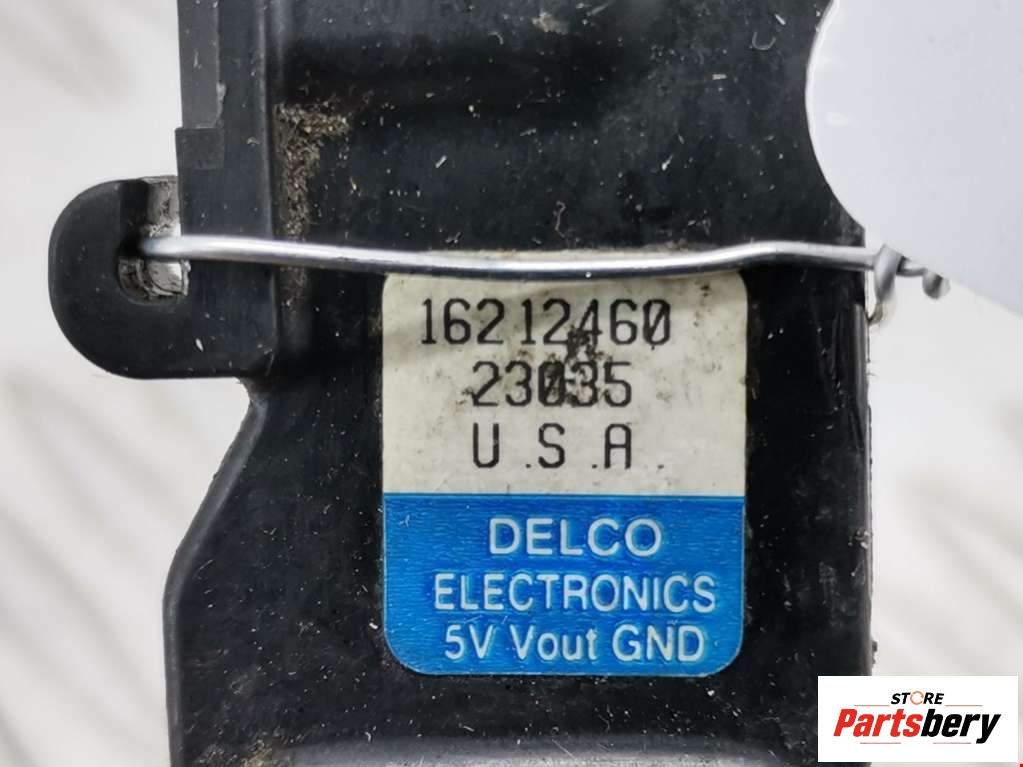 16212460
23035
U.S.A.
DELCO
ELECTRONICS
5V Vout GND
STORE
Partsbery